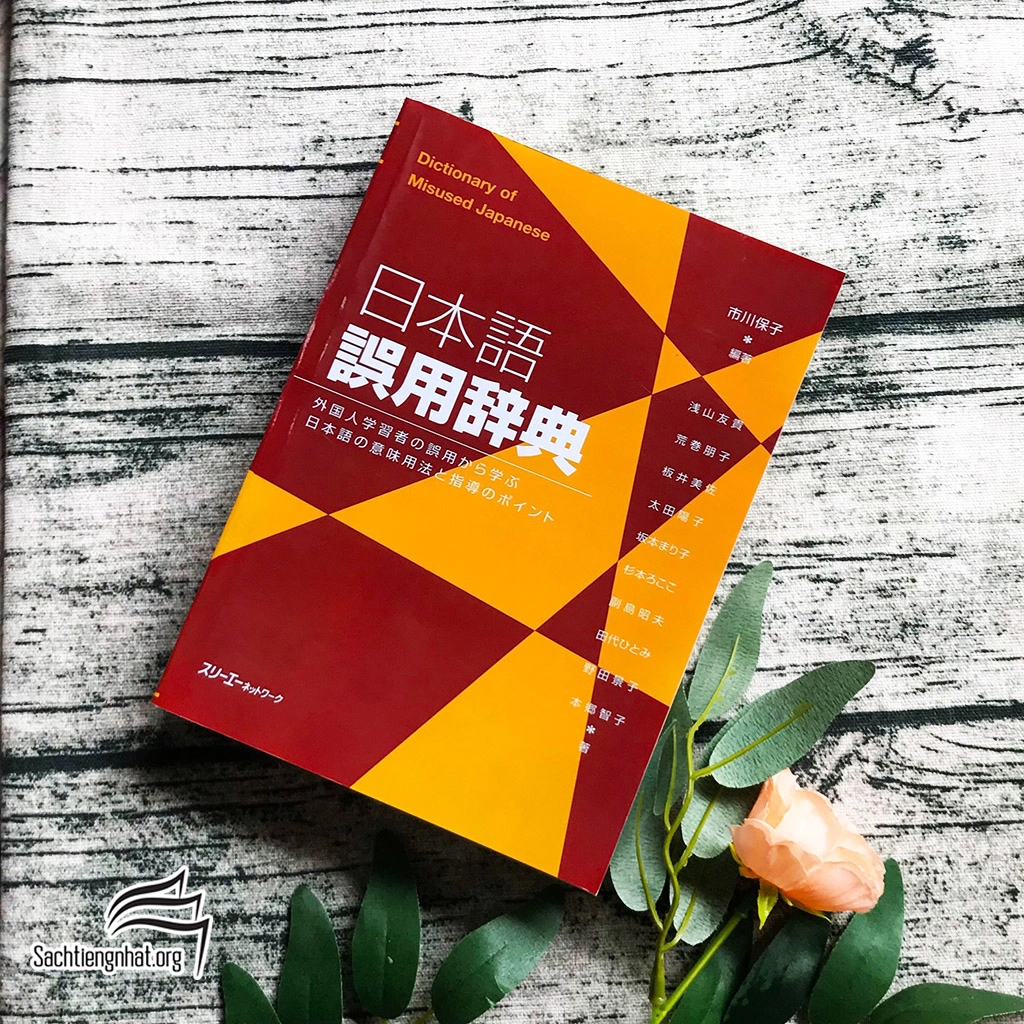 Dictionary of
Misused Japanese
日本語
誤用辞典
外国人学習者の誤用から学ぶ
日本語の意味用法と指導のポイント
市川保子
*
編著
浅山友貴
荒巻朋子
板井美佐
太田陽子
坂本まり子
杉本ろここ
副島昭夫
田代ひとみ
野田景子
本郷智子
*
著
スリーエーネットワーク
Sachtiengnhat.org